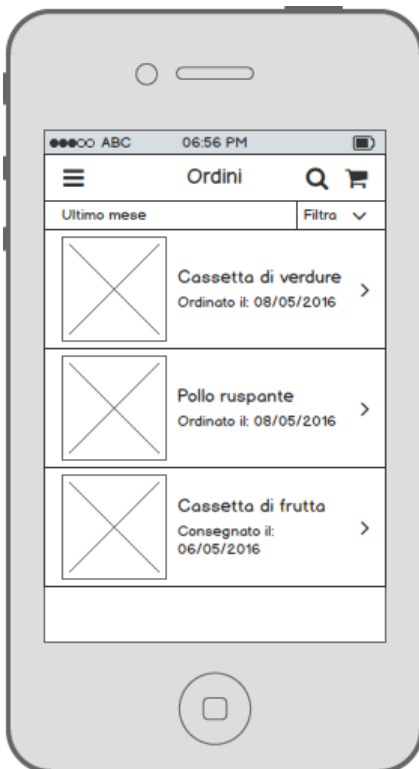 ABC 06:56 PM
Ordini
Ultimo mese Filtra
Cassetta di verdure
Ordinato il: 08/05/2016
Pollo ruspante
Ordinato il: 08/05/2016
Cassetta di frutta
Consegnato il:
06/05/2016